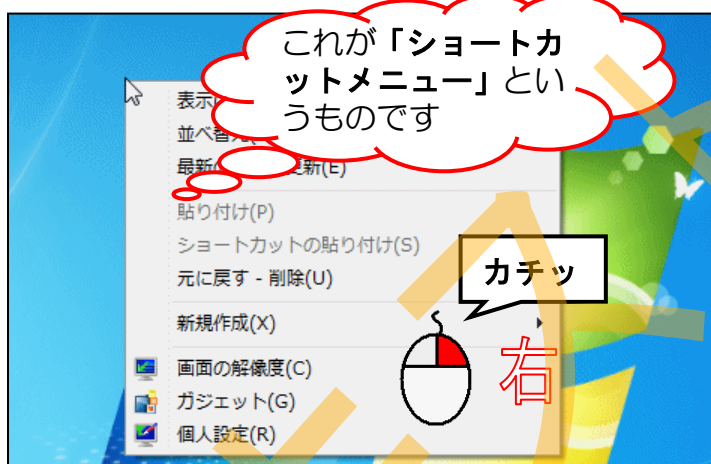 これが「ショートカ
ットメニュー」とい
うものです
表示
並べ替え
最新 更新(E)
貼り付け(P)
ショートカットの貼り付け(S)
カチッ
元に戻す - 削除(U)
新規作成(X)
右
画面の解像度(C)
ガジェット(G)
個人設定(R)